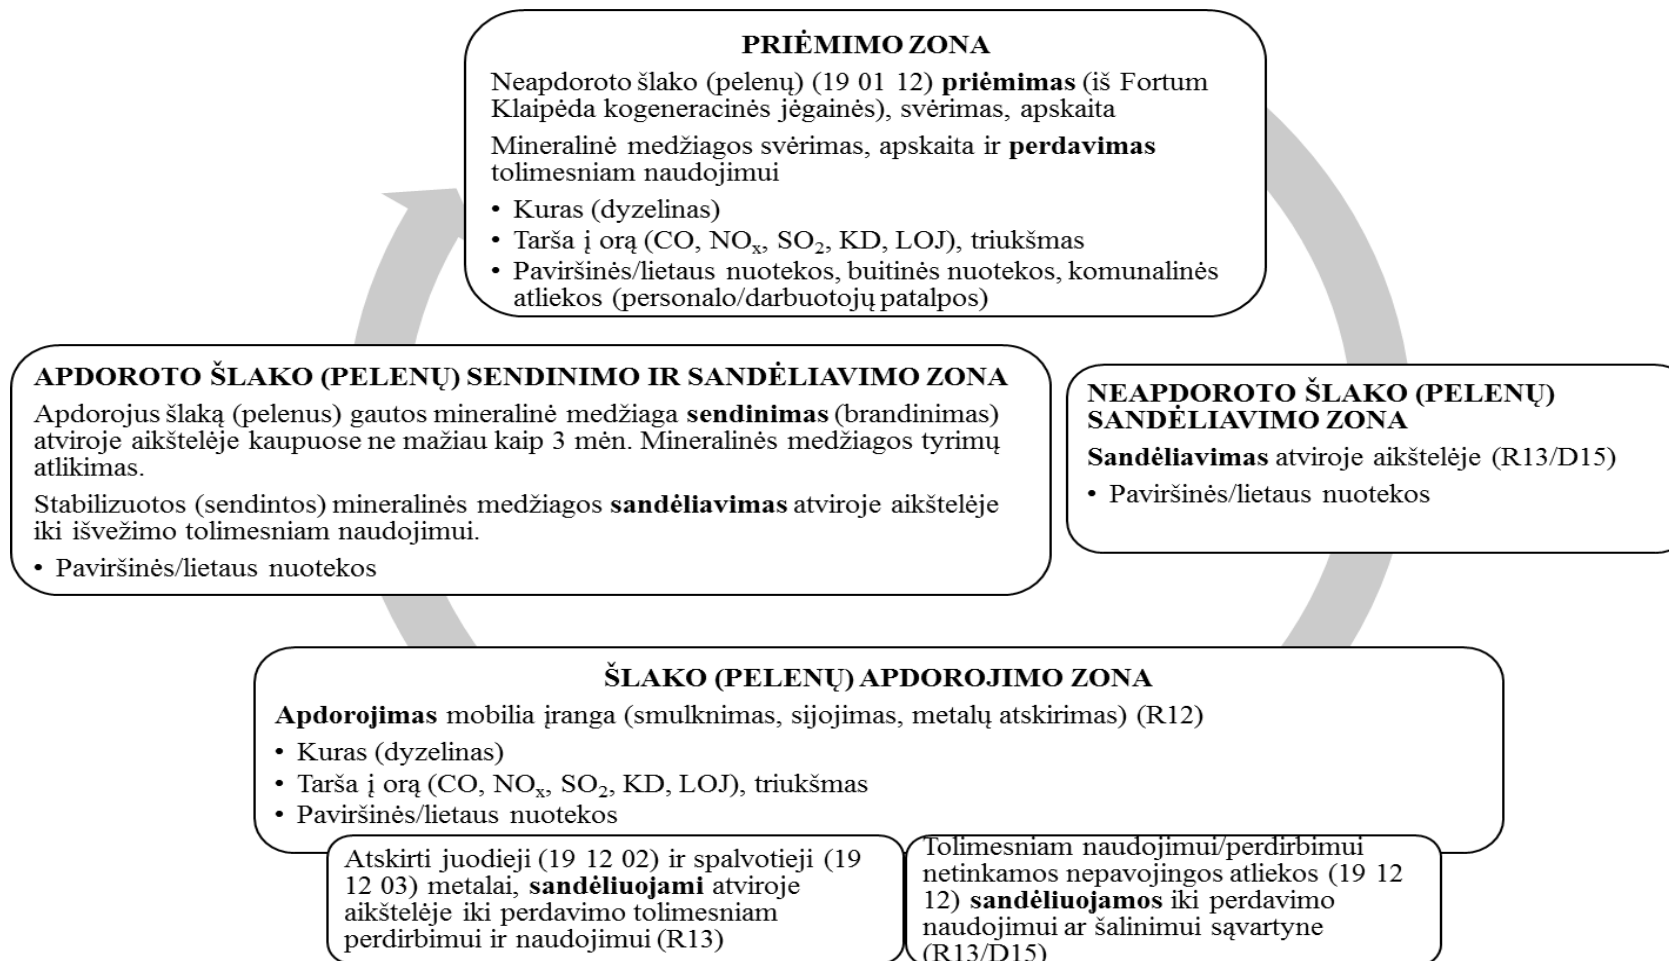 PRIĖMIMO ZONA
Neapdoroto šlako (pelenų) (19 01 12) priėmimas (iš Fortum
Klaipėda kogeneracinės jėgainės), svėrimas, apskaita
Mineralinė medžiagos svėrimas, apskaita ir perdavimas
tolimesniam naudojimui
• Kuras (dyzelinas)
• Tarša į orą (CO, NOx, SO2, KD, LOJ), triukšmas
• Paviršinės/lietaus nuotekos, buitinės nuotekos, komunalinės
atliekos (personalo/darbuotojų patalpos)
NEAPDOROTO ŠLAKO (PELENŲ)
SANDĖLIAVIMO ZONA
Sandėliavimas atviroje aikštelėje (R13/D15)
• Paviršinės/lietaus nuotekos
ŠLAKO (PELENŲ) APDOROJIMO ZONA
Apdorojimas mobilia įranga (smulknimas, sijojimas, metalų atskirimas) (R12)
• Kuras (dyzelinas)
• Tarša į orą (CO, NOx, SO2, KD, LOJ), triukšmas
• Paviršinės/lietaus nuotekos
Atskirti juodieji (19 12 02) ir spalvotieji (19
12 03) metalai, sandėliuojami atviroje
aikštelėje iki perdavimo tolimesniam
perdirbimui ir naudojimui (R13)
Tolimesniam naudojimui/perdirbimui
netinkamos nepavojingos atliekos (19 12
12) sandėliuojamos iki perdavimo
naudojimui ar šalinimui sąvartyne
(R13/D15)
APDOROTO ŠLAKO (PELENŲ) SENDINIMO IR SANDĖLIAVIMO ZONA
Apdorojus šlaką (pelenus) gautos mineralinė medžiaga sendinimas (brandinimas)
atviroje aikštelėje kaupuose ne mažiau kaip 3 mėn. Mineralinės medžiagos tyrimų
atlikimas.
Stabilizuotos (sendintos) mineralinės medžiagos sandėliavimas atviroje aikštelėje
iki išvežimo tolimesniam naudojimui.
• Paviršinės/lietaus nuotekos